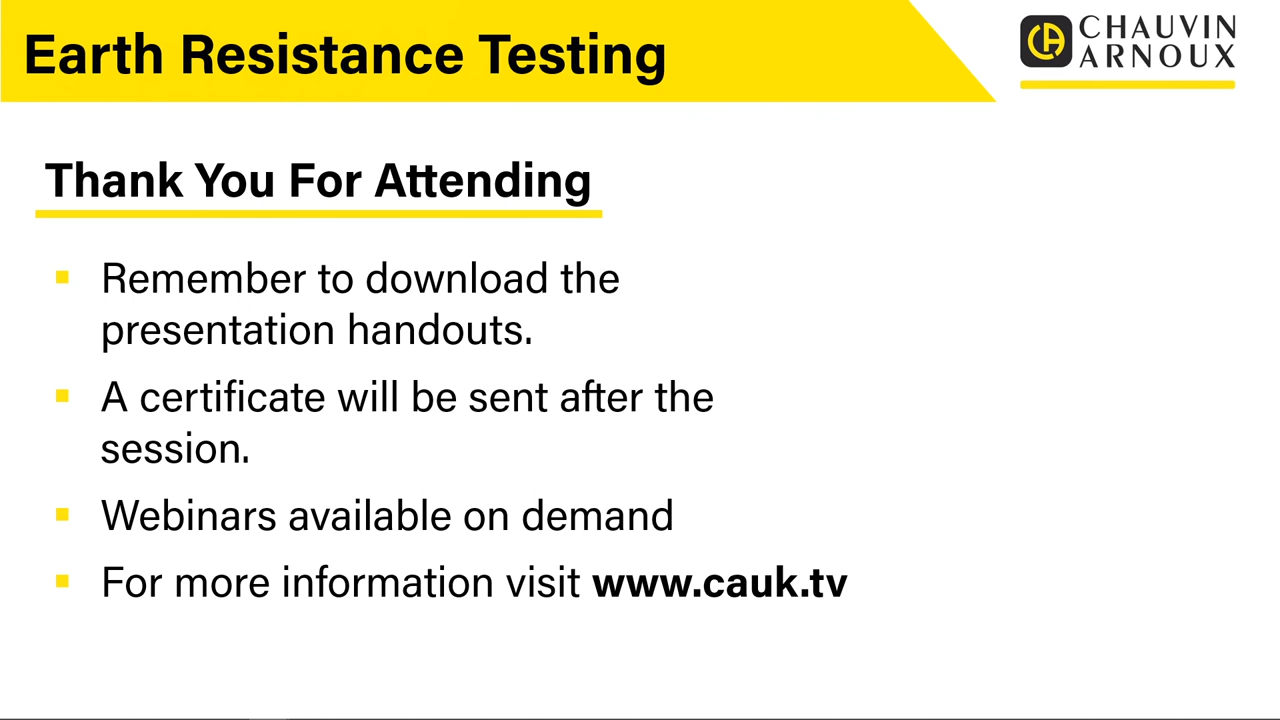 Earth Resistance Testing
CHAUVIN
ARNOUX
Thank You For Attending
Remember to download the
presentation handouts.
A certificate will be sent after the
session.
Webinars available on demand
For more information visit www.cauk.tv